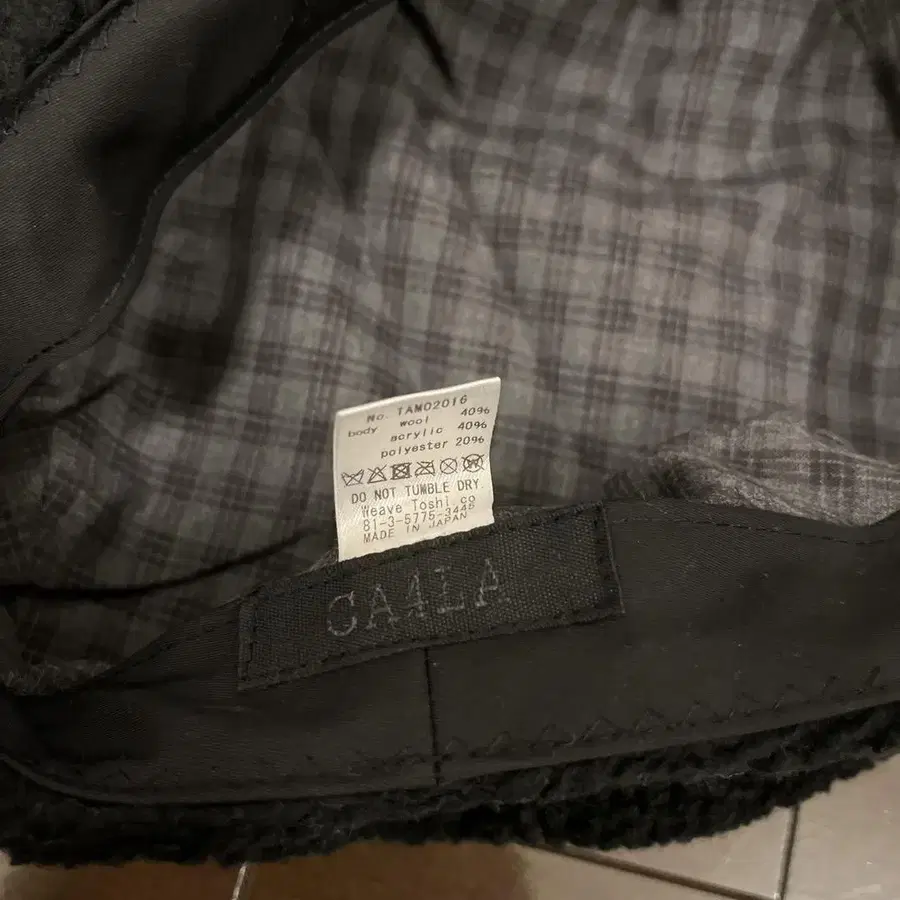 No. TAM02016
body wool 40%
acrylic 40%
polyester 20%
DO NOT TUMBLE DRY.
Weave Toshi co
81-3-5775-3445
MADE IN JAPAN
CA4LA